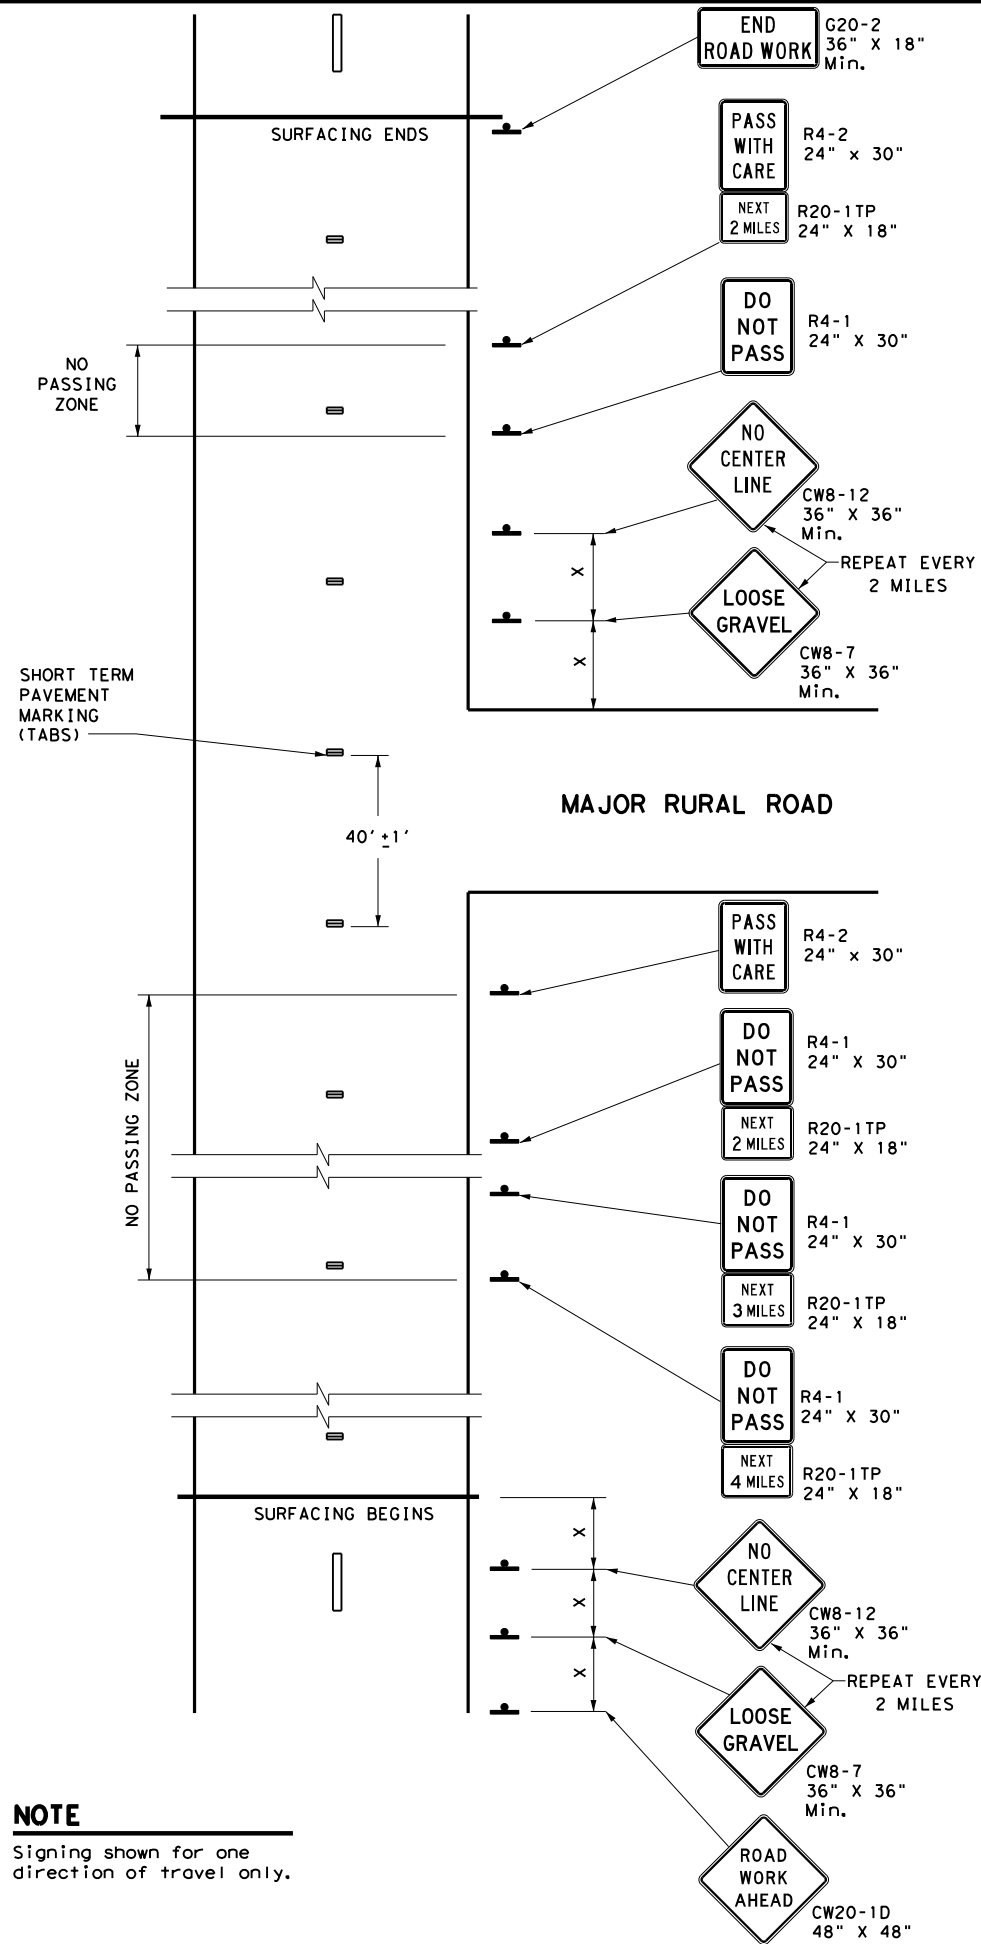 END
ROAD WORK
G20-2
36" X 18"
Min.
SURFACING ENDS
PASS
WITH
CARE
R4-2
24" x 30"
NEXT
2 MILES
R20-1TP
24" X 18"
DO
NOT
PASS
R4-1
24" X 30"
NO
PASSING
ZONE
NO
CENTER
LINE
CW8-12
36" X 36"
Min.
X
REPEAT EVERY
2 MILES
LOOSE
GRAVEL
CW8-7
36" X 36"
Min.
X
SHORT TERM
PAVEMENT
MARKING
(TABS)
MAJOR RURAL ROAD
40' ±1'
PASS
WITH
CARE
R4-2
24" x 30"
NO PASSING ZONE
DO
NOT
PASS
R4-1
24" X 30"
NEXT
2 MILES
R20-1TP
24" X 18"
DO
NOT
PASS
R4-1
24" X 30"
NEXT
3 MILES
R20-1TP
24" X 18"
DO
NOT
PASS
R4-1
24" X 30"
NEXT
4 MILES
R20-1TP
24" X 18"
SURFACING BEGINS
X
NO
CENTER
LINE
CW8-12
36" X 36"
Min.
X
REPEAT EVERY
2 MILES
X
LOOSE
GRAVEL
CW8-7
36" X 36"
Min.
NOTE
Signing shown for one
direction of travel only.
ROAD
WORK
AHEAD
CW20-1D
48" X 48"